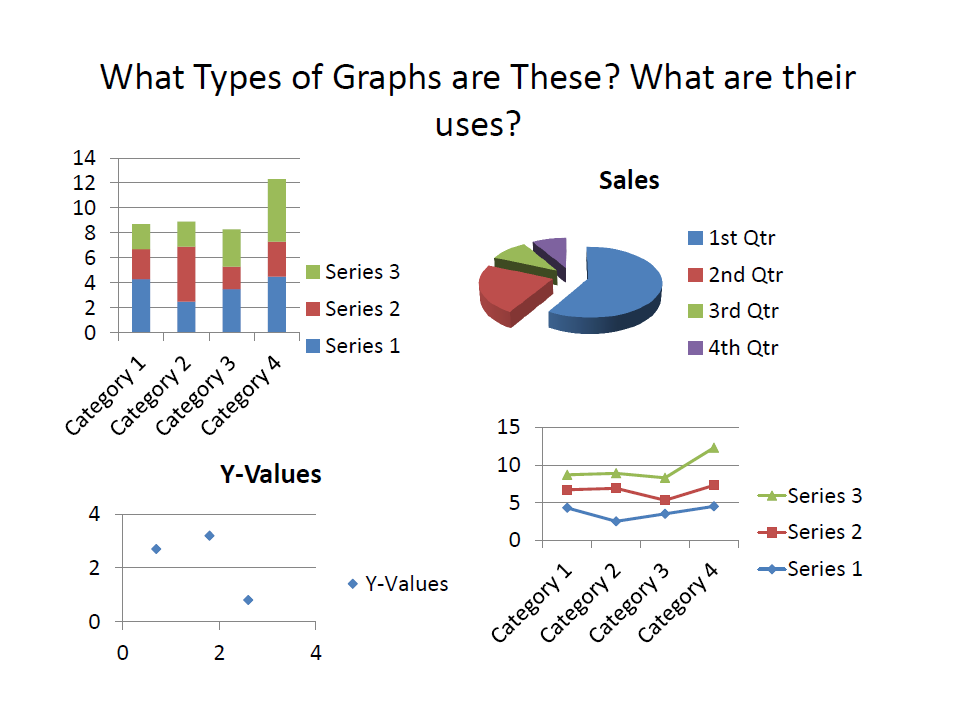 What Types of Graphs are These? What are their
uses?
14
12
10
8
6
4
2
0
Category 1
Category 2
Category 3
Category 4
Series 3
Series 2
Series 1
Sales
1st Qtr
2nd Qtr
3rd Qtr
4th Qtr
Y-Values
4
2
0
0 2 4
Y-Values
15
10
5
0
Category 1
Category 2
Category 3
Category 4
Series 3
Series 2
Series 1